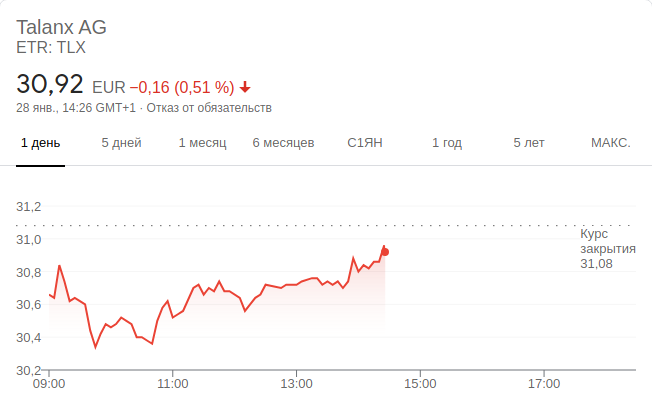 Talanx AG
ETR: TLX
30,92 EUR −0,16 (0,51 %)
28 янв., 14:26 GMT+1 · Отказ от обязательств
1 день 5 дней 1 месяц 6 месяцев С1ЯН 1 год 5 лет МАКС.
31,2
31,0
30,8
30,6
30,4
30,2
Курс
закрытия
31,08
09:00 11:00 13:00 15:00 17:00